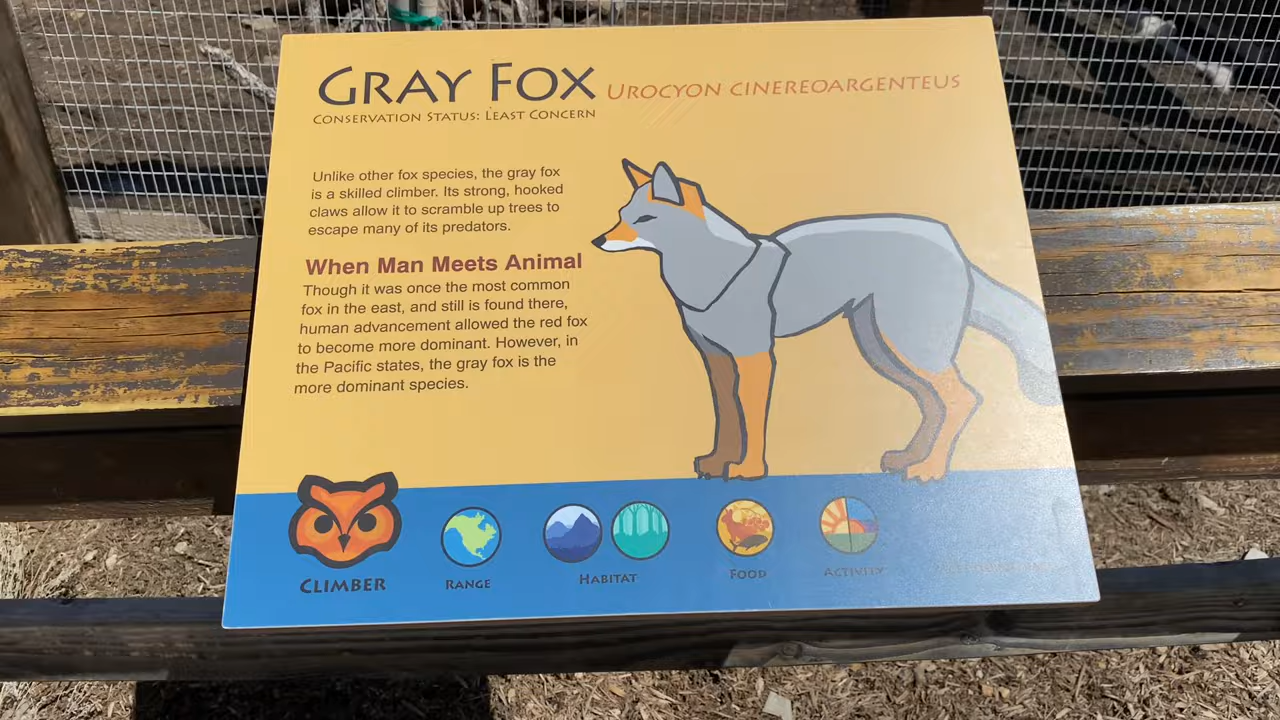 GRAY FOX UROCYON CINEREOARGENTEUS
CONSERVATION STATUS: LEAST CONCERN
Unlike other fox species, the gray fox
is a skilled climber. Its strong, hooked
claws allow it to scramble up trees to
escape many of its predators.
When Man Meets Animal
Though it was once the most common
fox in the east, and still is found there,
human advancement allowed the red fox
to become more dominant. However, in
the Pacific states, the gray fox is the
more dominant species.
CLIMBER
RANGE
HABITAT
FOOD
ACTIVITY